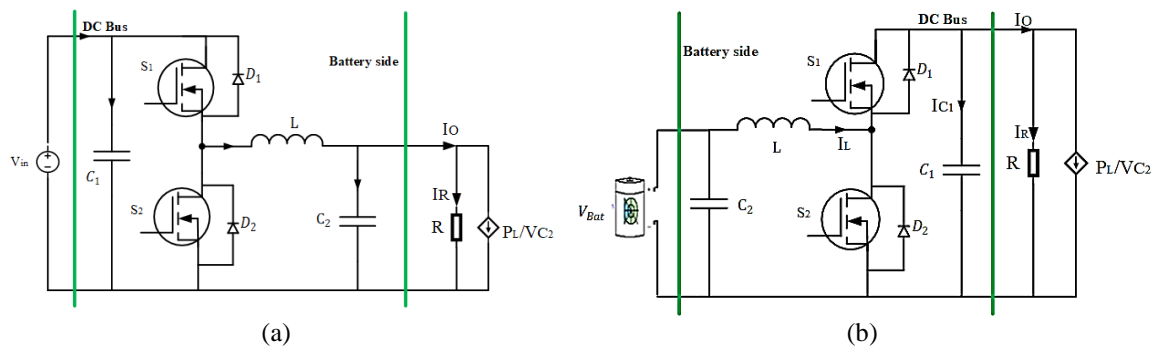 DC Bus
Battery side
S1
D1
Vin
C1
L
IO
S2
D2
C2
IR
R
PL/VC2
(a)
DC Bus
IO
Battery side
S1
D1
IC1
L
IL
IR
R
C1
PL/VC2
VBat
C2
S2
D2
(b)